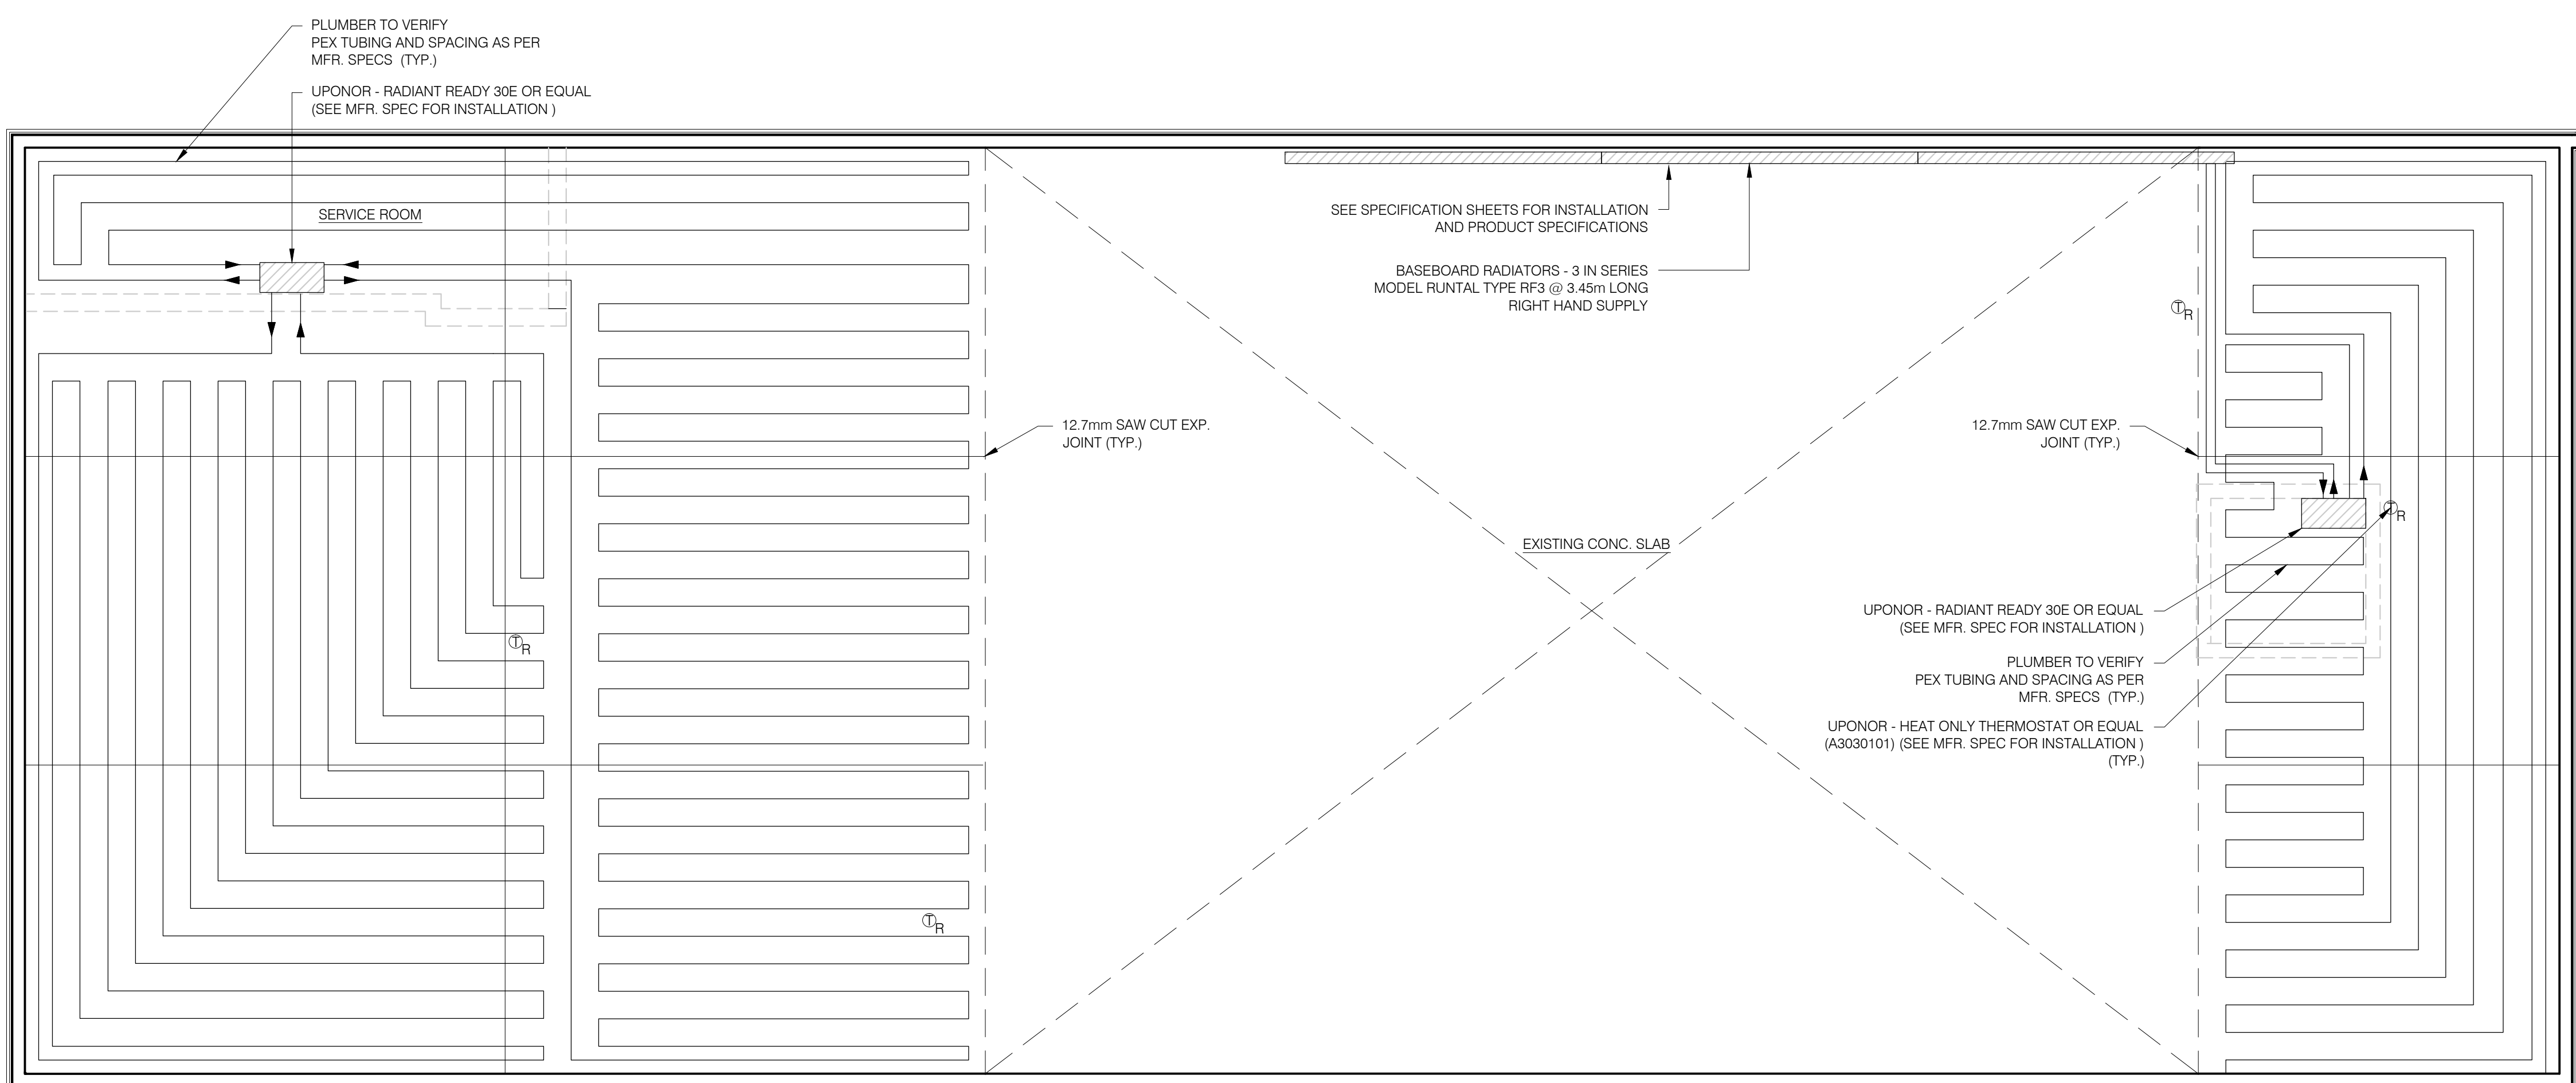 PLUMBER TO VERIFY
PEX TUBING AND SPACING AS PER
MFR. SPECS (TYP.)
UPONOR - RADIANT READY 30E OR EQUAL
(SEE MFR. SPEC FOR INSTALLATION )
SERVICE ROOM
SEE SPECIFICATION SHEETS FOR INSTALLATION
AND PRODUCT SPECIFICATIONS
BASEBOARD RADIATORS - 3 IN SERIES
MODEL RUNTAL TYPE RF3 @ 3.45m LONG
RIGHT HAND SUPPLY
T R
12.7mm SAW CUT EXP.
JOINT (TYP.)
12.7mm SAW CUT EXP.
JOINT (TYP.)
T R
EXISTING CONC. SLAB
UPONOR - RADIANT READY 30E OR EQUAL
(SEE MFR. SPEC FOR INSTALLATION )
T R
PLUMBER TO VERIFY
PEX TUBING AND SPACING AS PER
MFR. SPECS (TYP.)
UPONOR - HEAT ONLY THERMOSTAT OR EQUAL
(A3030101) (SEE MFR. SPEC FOR INSTALLATION )
(TYP.)
T R